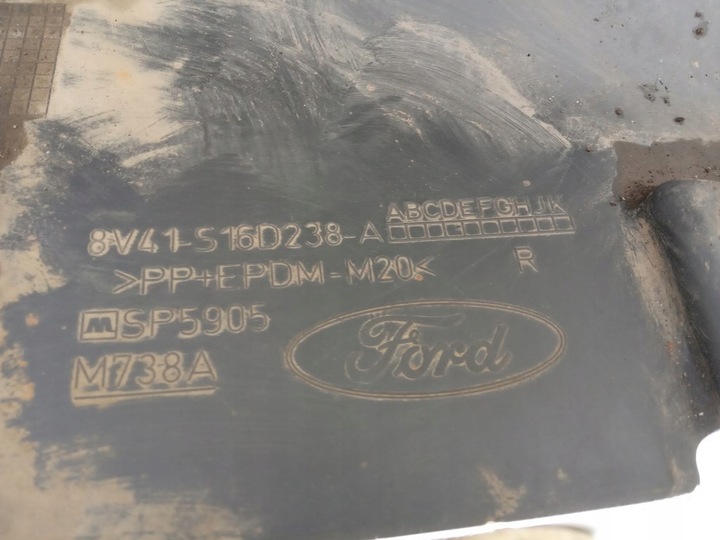 ABCDEFGHJK
8V41-S16D238-A
>PP+EPDM-M20< R
M SP5905
M738A
Ford